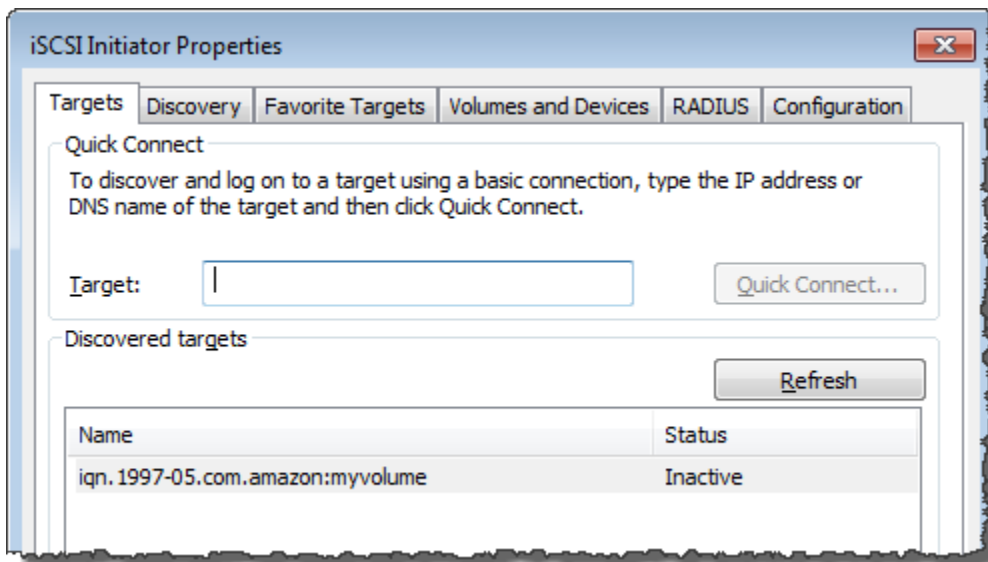 iSCSI Initiator Properties
Targets Discovery Favorite Targets Volumes and Devices RADIUS Configuration
Quick Connect
To discover and log on to a target using a basic connection, type the IP address or
DNS name of the target and then click Quick Connect.
Target:
Quick Connect...
Discovered targets
Refresh
Name Status
iqn.1997-05.com.amazon:myvolume Inactive